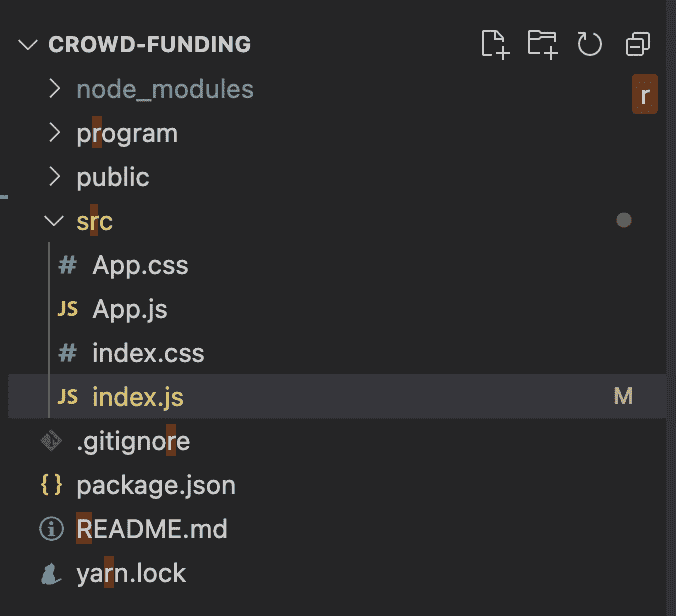 CROWD-FUNDING
node_modules
r
program
public
src
# App.css
JS App.js
# index.css
JS index.js M
.gitignore
{} package.json
README.md
yarn.lock